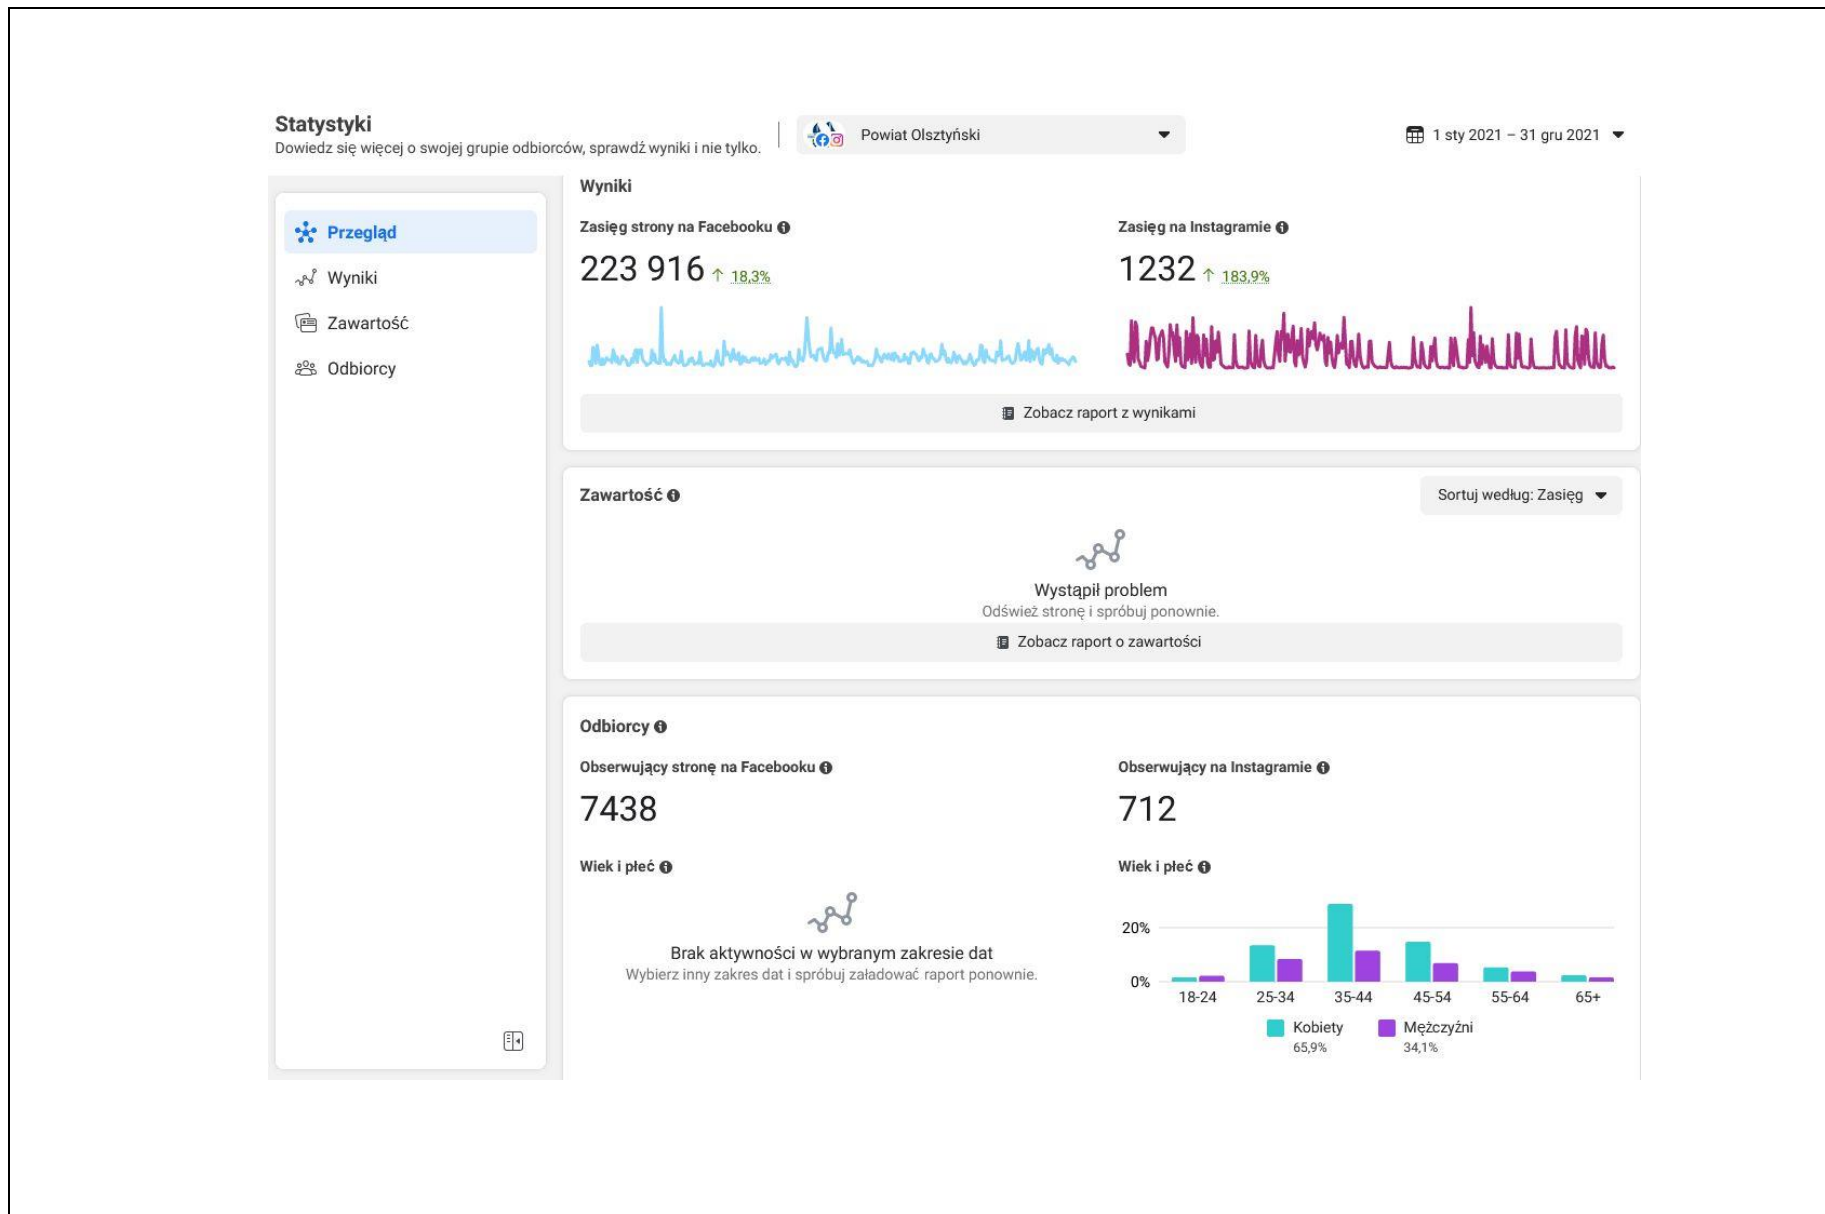 Statystyki
Dowiedz się więcej o swojej grupie odbiorców, sprawdź wyniki i nie tylko.
Powiat Olsztyński
1 sty 2021 – 31 gru 2021
Przegląd
Wyniki
Zawartość
Odbiorcy
Wyniki
Zasięg strony na Facebooku
223 916 ↑ 18,3%
Zasięg na Instagramie
1232 ↑ 183,9%
Zobacz raport z wynikami
Zawartość
Sortuj według: Zasięg
Wystąpił problem
Odśwież stronę i spróbuj ponownie.
Zobacz raport o zawartości
Odbiorcy
Obserwujący stronę na Facebooku
7438
Wiek i płeć
Brak aktywności w wybranym zakresie dat
Wybierz inny zakres dat i spróbuj załadować raport ponownie.
Obserwujący na Instagramie
712
Wiek i płeć
20%
0%
18-24 25-34 35-44 45-54 55-64 65+
Kobiety Mężczyźni
65,9% 34,1%